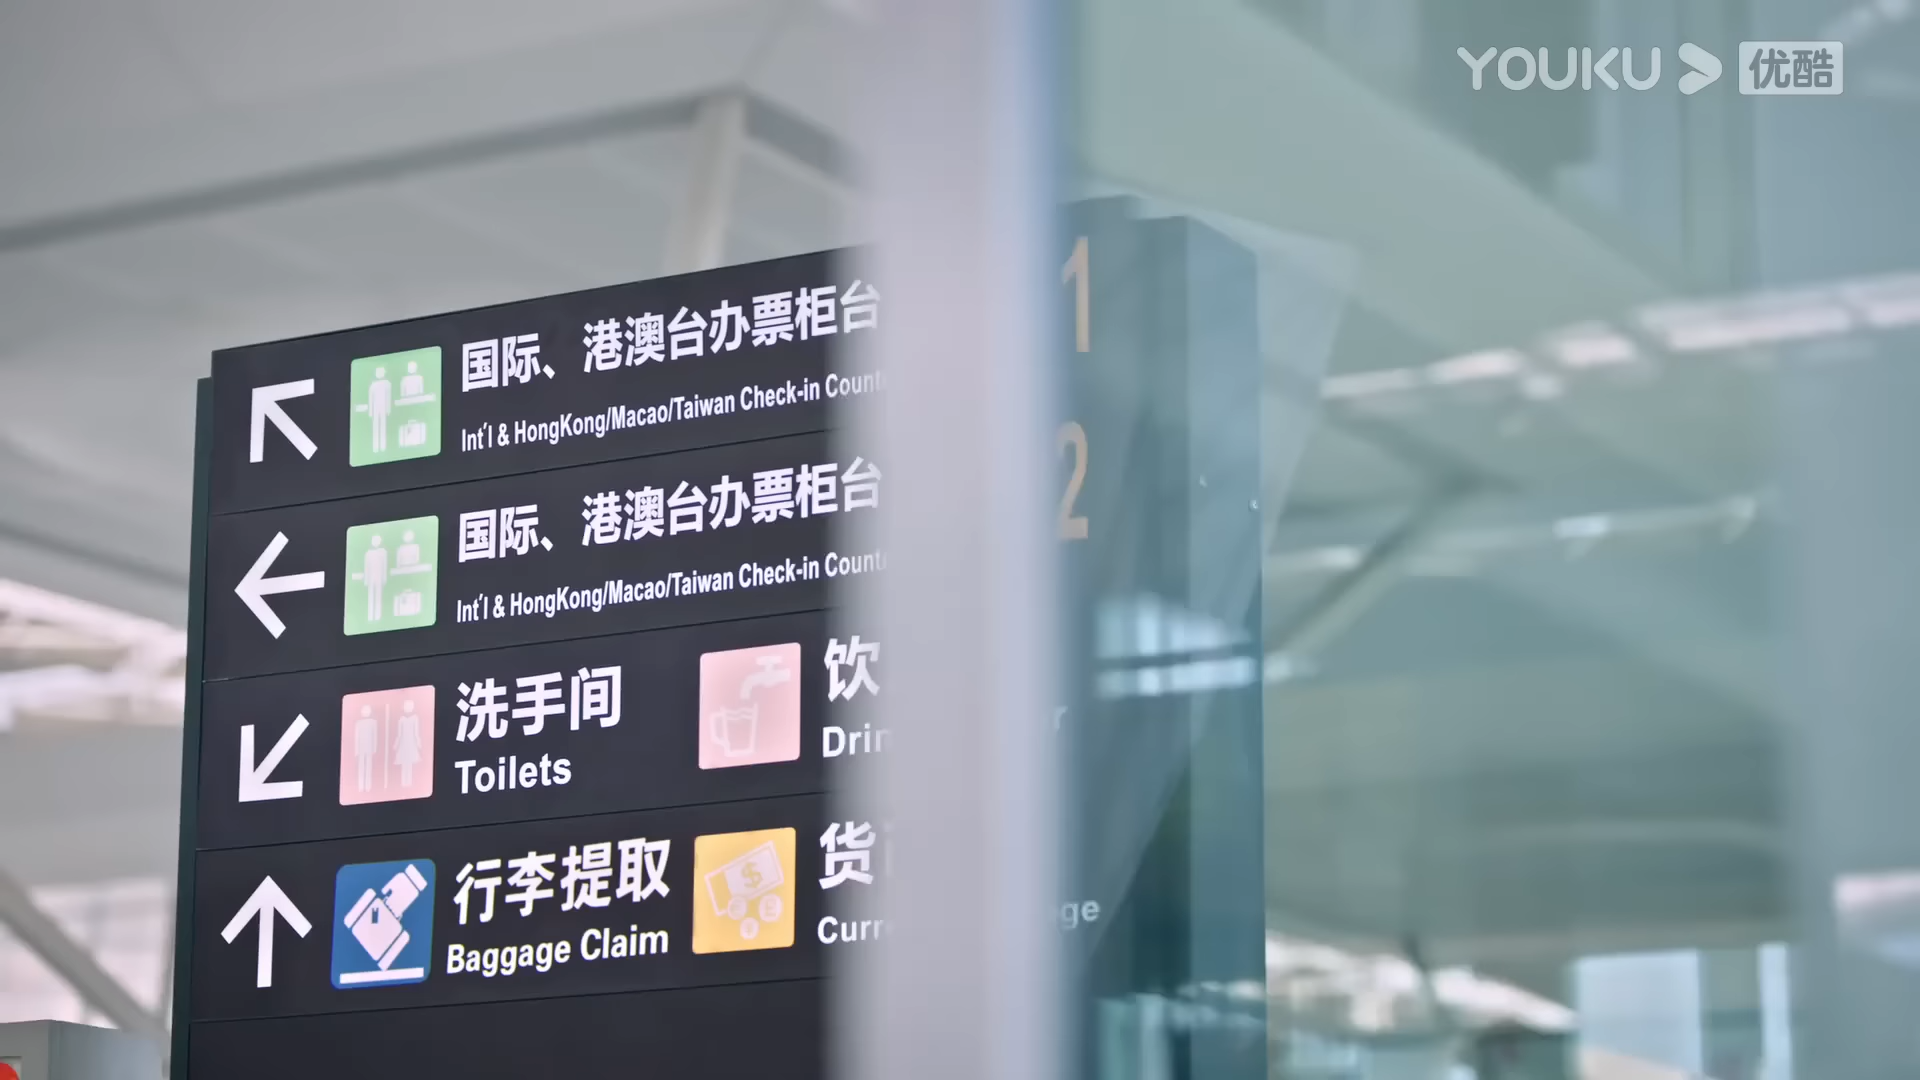 YOUKU 优酷
国际、港澳台办票柜台 1
Int'l & HongKong/Macao/Taiwan Check-in
国际、港澳台办票柜台 2
Int'l & HongKong/Macao/Taiwan Check-in
洗手间 饮
Toilets
行李提取 货
Baggage Claim